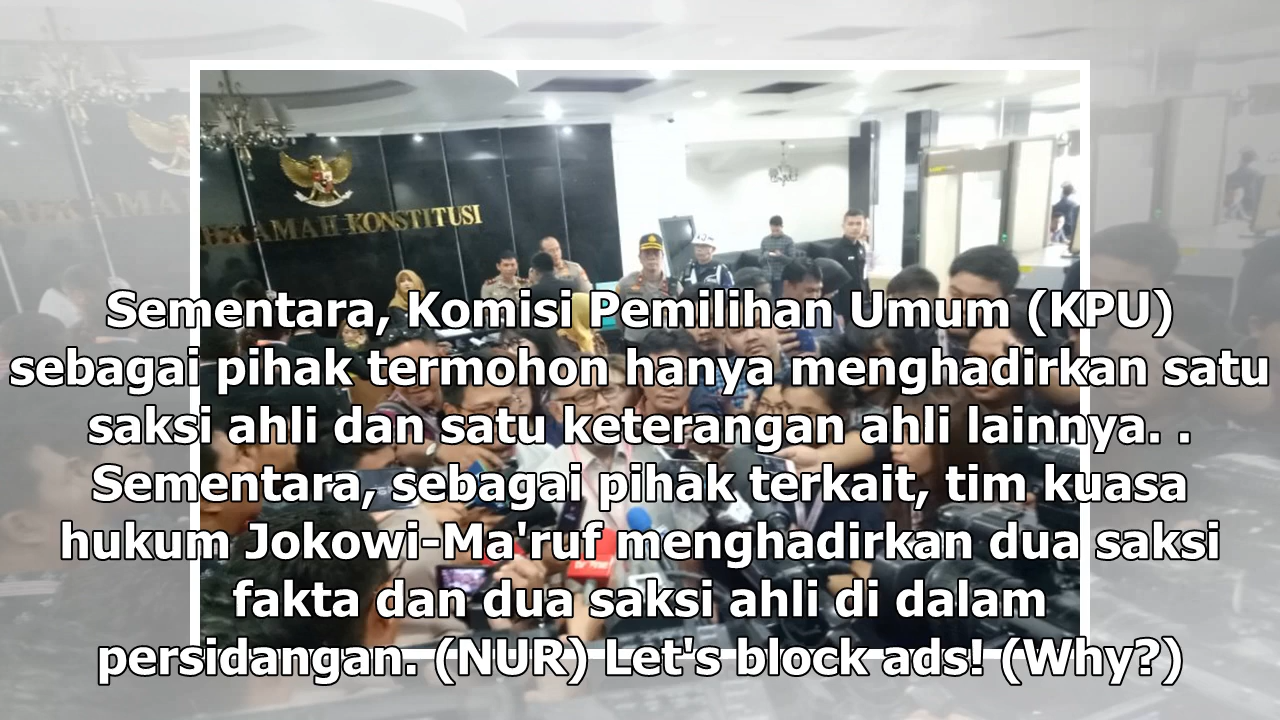 MAHKAMAH KONSTITUSI
Sementara, Komisi Pemilihan Umum (KPU)
sebagai pihak termohon hanya menghadirkan satu
saksi ahli dan satu keterangan ahli lainnya. .
Sementara, sebagai pihak terkait, tim kuasa
hukum Jokowi-Ma'ruf menghadirkan dua saksi
fakta dan dua saksi ahli di dalam
persidangan. (NUR) Let's block ads! (Why?)